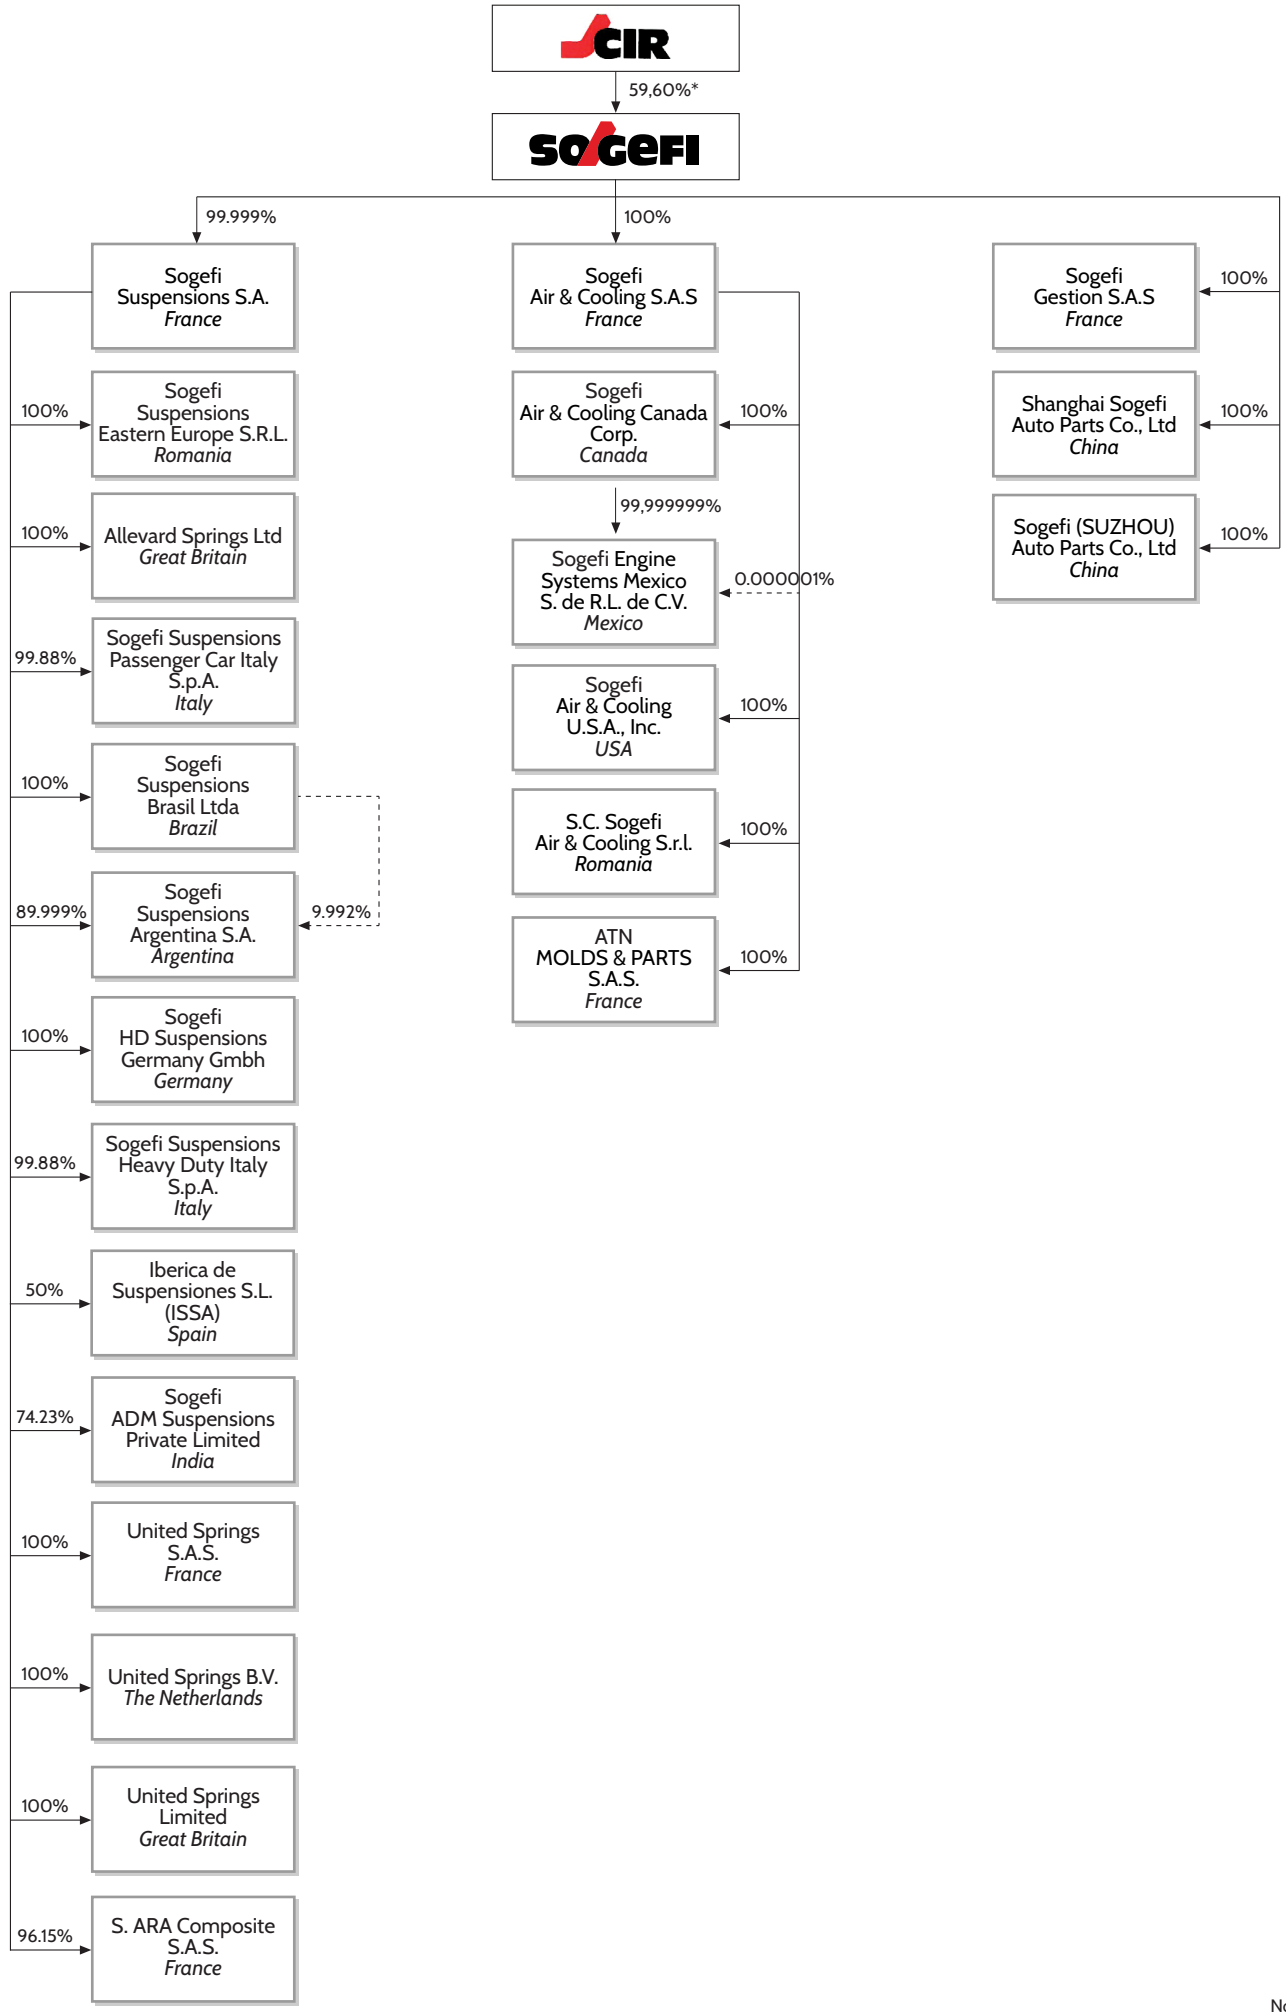 CIR
59,60%*
SOGEFI
99.999%
100%
Sogefi
Suspensions S.A.
France
Sogefi
Air & Cooling S.A.S
France
Sogefi
Gestion S.A.S
France
100%
100%
Sogefi
Suspensions
Eastern Europe S.R.L.
Romania
Sogefi
Air & Cooling Canada
Corp.
Canada
100%
Shanghai Sogefi
Auto Parts Co., Ltd
China
100%
99,999999%
100%
Allevard Springs Ltd
Great Britain
Sogefi (SUZHOU)
Auto Parts Co., Ltd
China
100%
Sogefi Engine
Systems Mexico
S. de R.L. de C.V.
Mexico
0.000001%
99.88%
Sogefi Suspensions
Passenger Car Italy
S.p.A.
Italy
Sogefi
Air & Cooling
U.S.A., Inc.
USA
100%
100%
Sogefi
Suspensions
Brasil Ltda
Brazil
S.C. Sogefi
Air & Cooling S.r.l.
Romania
100%
89.999%
Sogefi
Suspensions
Argentina S.A.
Argentina
9.992%
ATN
MOLDS & PARTS
S.A.S.
France
100%
100%
Sogefi
HD Suspensions
Germany Gmbh
Germany
99.88%
Sogefi Suspensions
Heavy Duty Italy
S.p.A.
Italy
50%
Iberica de
Suspensiones S.L.
(ISSA)
Spain
74.23%
Sogefi
ADM Suspensions
Private Limited
India
100%
United Springs
S.A.S.
France
100%
United Springs B.V.
The Netherlands
100%
United Springs
Limited
Great Britain
96.15%
S. ARA Composite
S.A.S.
France